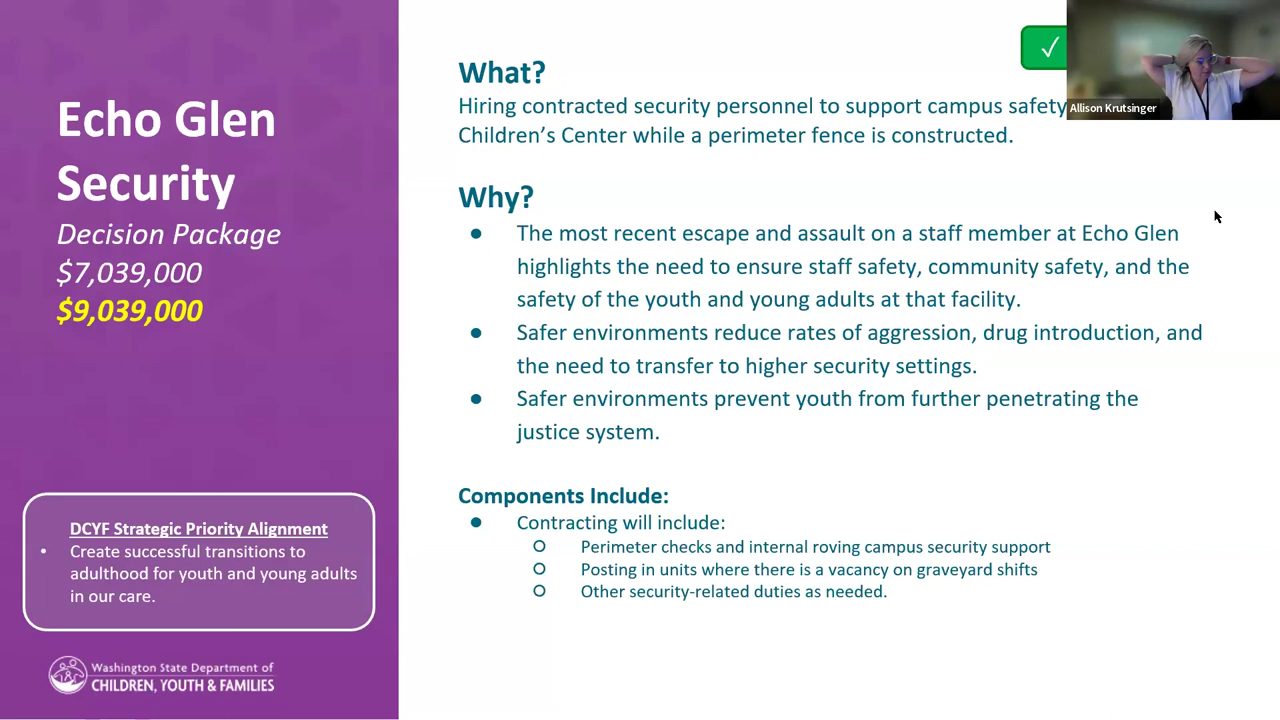 Echo Glen
Security
Decision Package
$7,039,000
$9,039,000
DCYF Strategic Priority Alignment
• Create successful transitions to
adulthood for youth and young adults
in our care.
Washington State Department of
CHILDREN, YOUTH & FAMILIES
✓
Allison Krutsinger
What?
Hiring contracted security personnel to support campus safety
Children's Center while a perimeter fence is constructed.
Why?
● The most recent escape and assault on a staff member at Echo Glen
highlights the need to ensure staff safety, community safety, and the
safety of the youth and young adults at that facility.
● Safer environments reduce rates of aggression, drug introduction, and
the need to transfer to higher security settings.
● Safer environments prevent youth from further penetrating the
justice system.
Components Include:
● Contracting will include:
○ Perimeter checks and internal roving campus security support
○ Posting in units where there is a vacancy on graveyard shifts
○ Other security-related duties as needed.